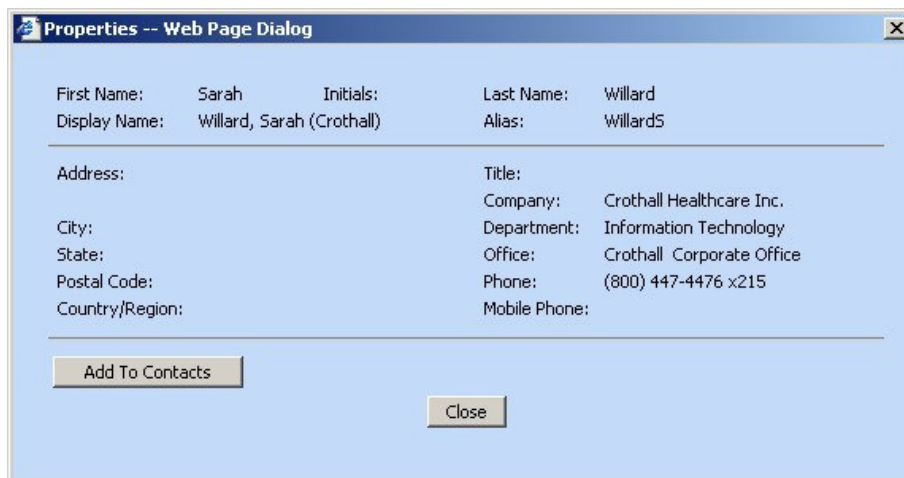 Properties -- Web Page Dialog
First Name: Sarah Initials: Last Name: Willard
Display Name: Willard, Sarah (Crothall) Alias: WillardS
Address: Title:
Company: Crothall Healthcare Inc.
City: Department: Information Technology
State: Office: Crothall Corporate Office
Postal Code: Phone: (800) 447-4476 x215
Country/Region: Mobile Phone:
Add To Contacts
Close